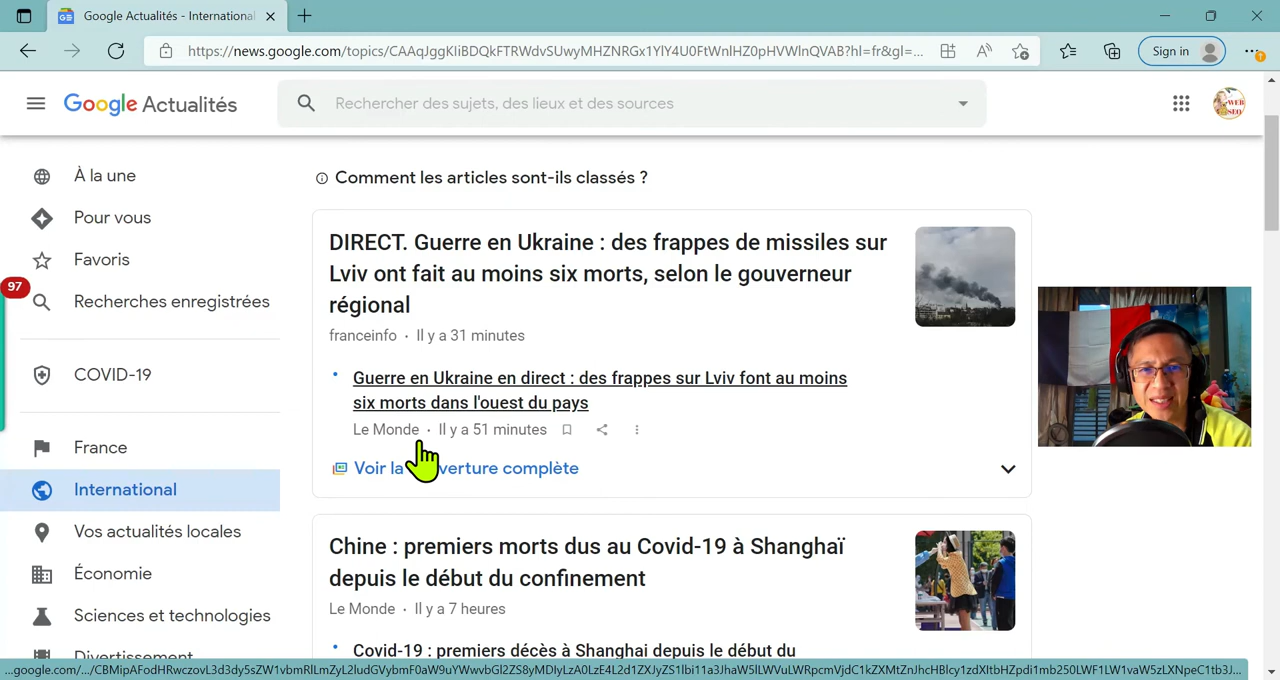 Google Actualités - International
https://news.google.com/topics/CAAqJggKIiBDQkFTRWdvSUwyMHZNRGx1YlY4U0FtWnlHZ0pHVWlnQVAB?hl=fr&gl=...
Sign in
Google Actualités
Rechercher des sujets, des lieux et des sources
WEB
SEO
À la une
Pour vous
Favoris
97
Recherches enregistrées
COVID-19
France
International
Vos actualités locales
Économie
Sciences et technologies
Divertissement
Comment les articles sont-ils classés ?
DIRECT. Guerre en Ukraine : des frappes de missiles sur
Lviv ont fait au moins six morts, selon le gouverneur
régional
franceinfo · Il y a 31 minutes
Guerre en Ukraine en direct : des frappes sur Lviv font au moins
six morts dans l'ouest du pays
Le Monde · Il y a 51 minutes
Voir la verture complète
Chine : premiers morts dus au Covid-19 à Shanghaï
depuis le début du confinement
Le Monde · Il y a 7 heures
Covid-19 : premiers décès à Shanghai depuis le début du